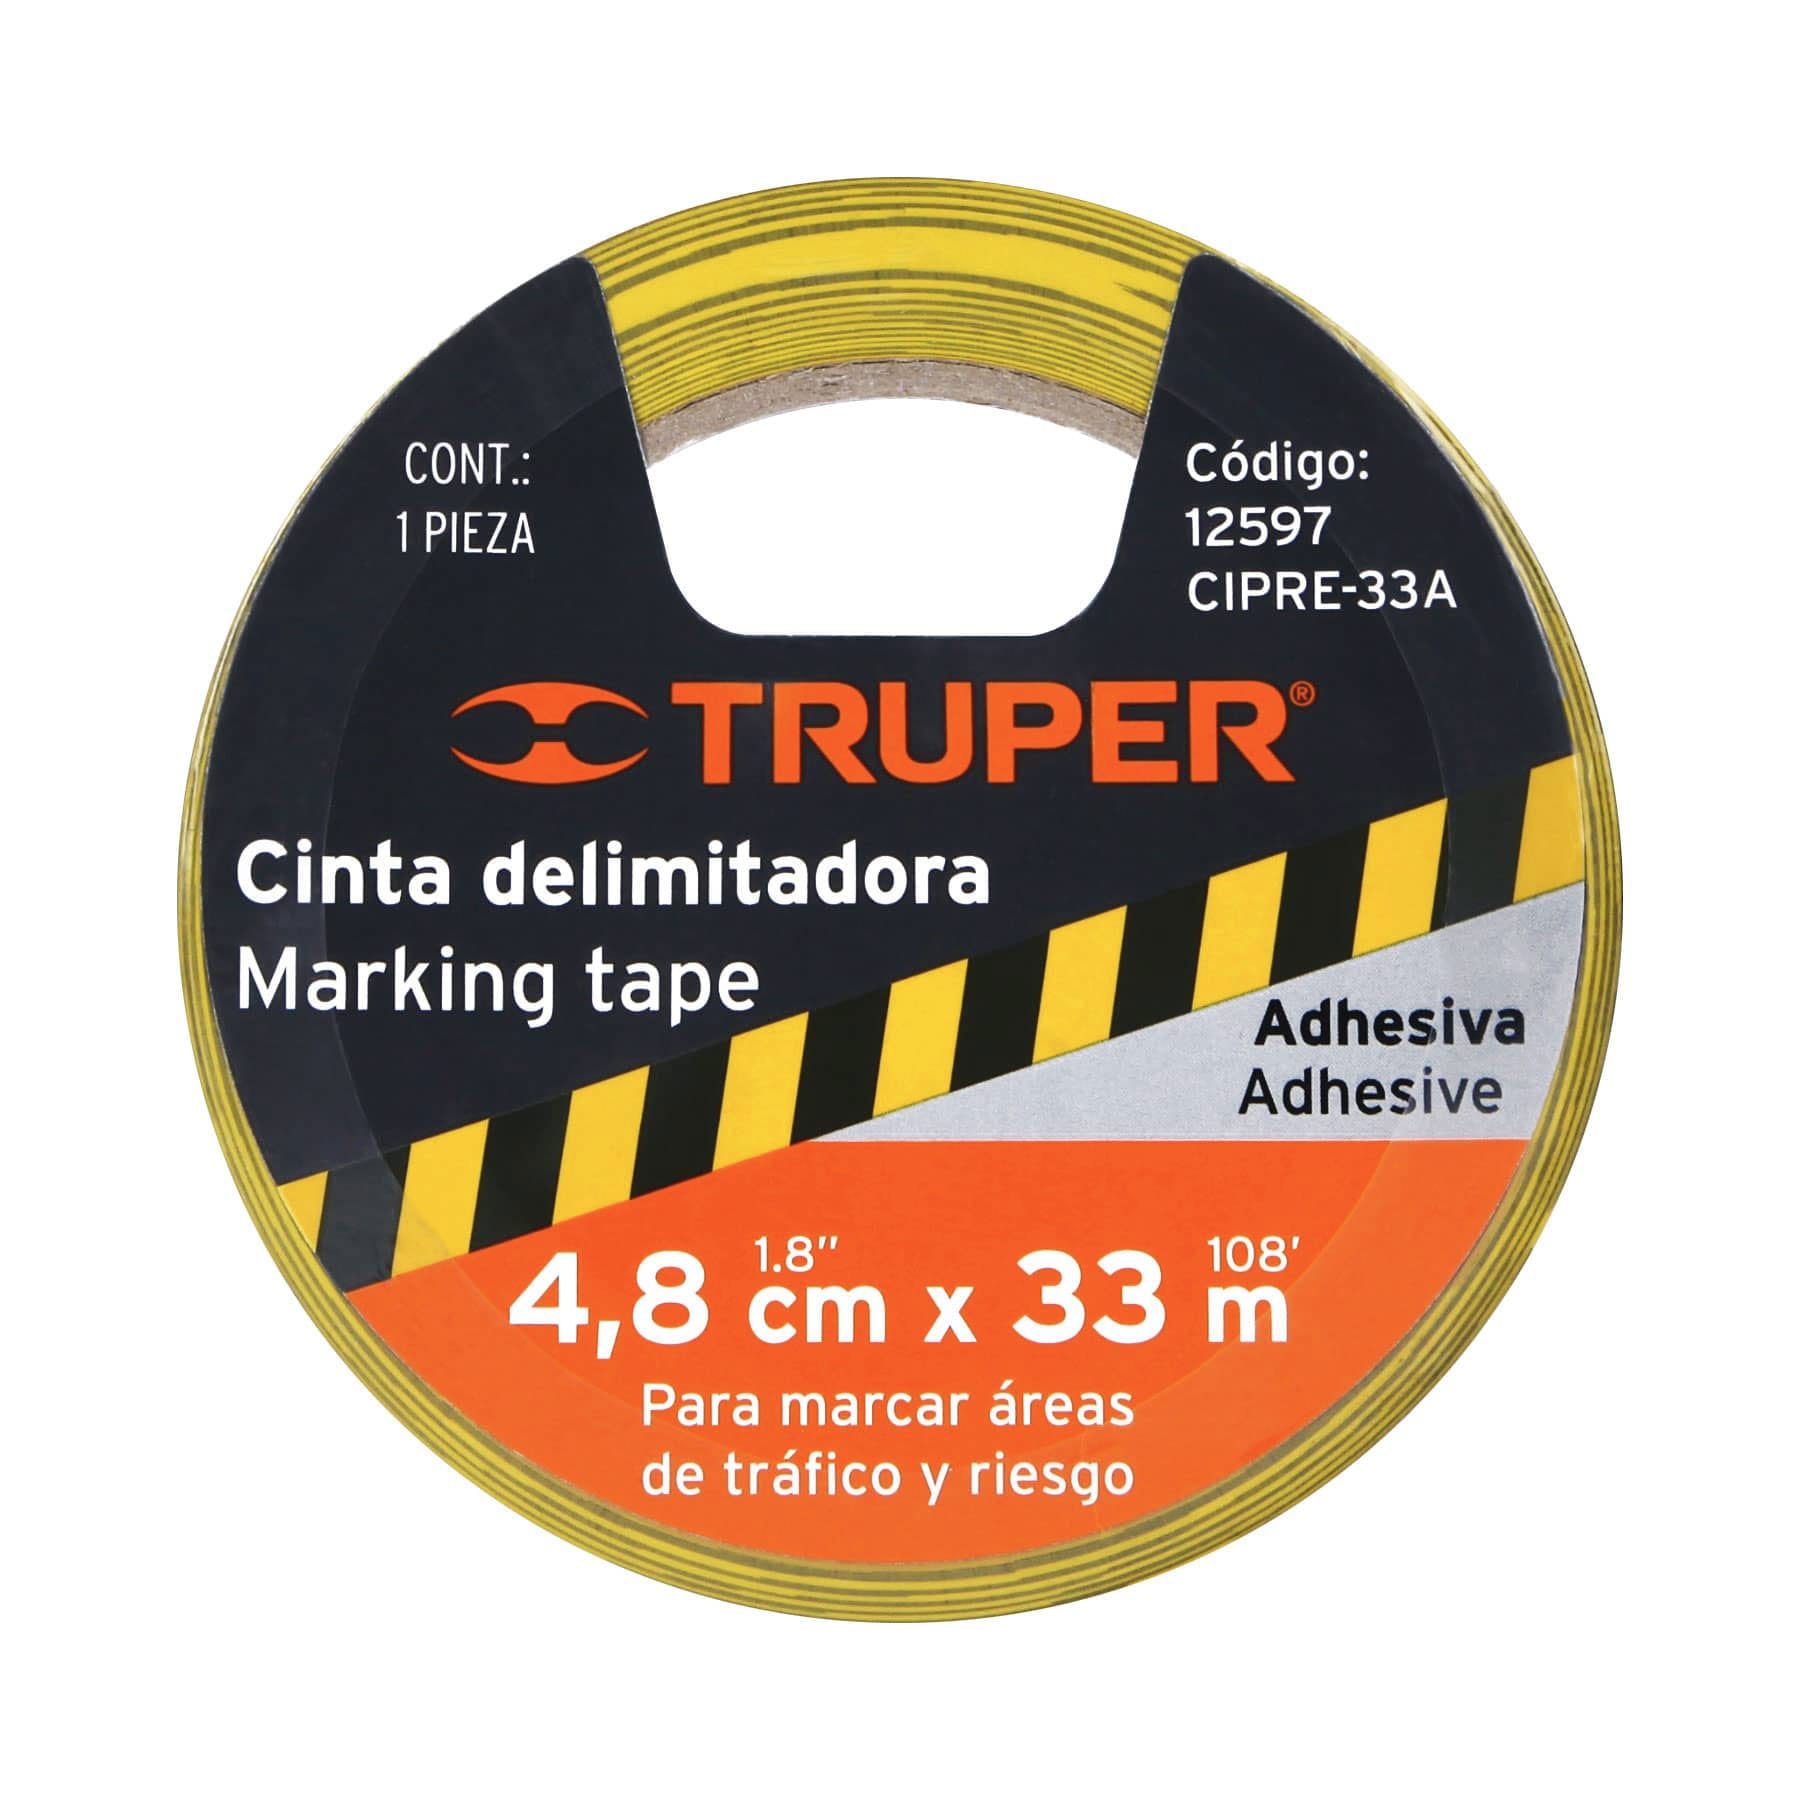 CONT.:
1 PIEZA
Código:
12597
CIPRE-33A
TRUPER®
Cinta delimitadora
Marking tape
Adhesiva
Adhesive
1.8" 108'
4,8 cm x 33 m
Para marcar áreas
de tráfico y riesgo